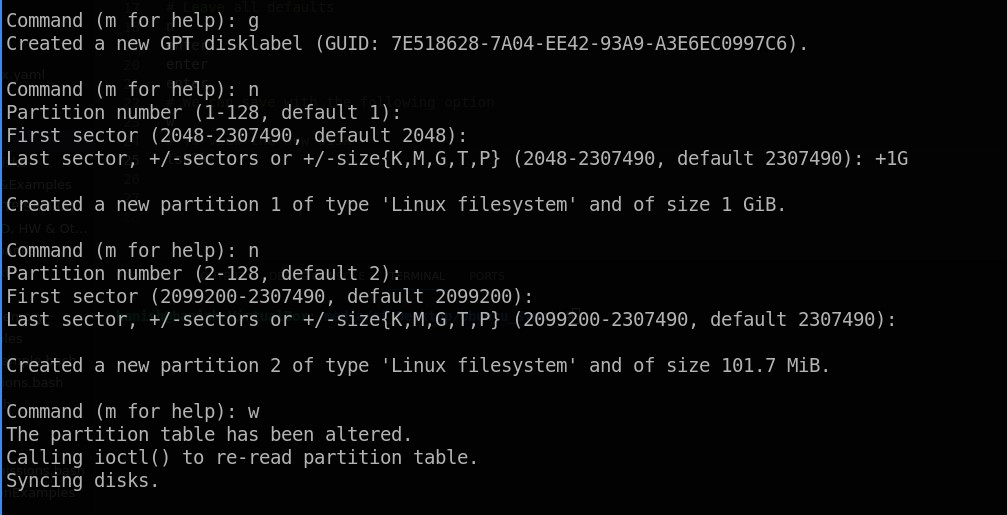 Command (m for help): g
Created a new GPT disklabel (GUID: 7E518628-7A04-EE42-93A9-A3E6EC0997C6).
Command (m for help): n
Partition number (1-128, default 1):
First sector (2048-2307490, default 2048):
Last sector, +/-sectors or +/-size{K,M,G,T,P} (2048-2307490, default 2307490): +1G
Created a new partition 1 of type 'Linux filesystem' and of size 1 GiB.
Command (m for help): n
Partition number (2-128, default 2):
First sector (2099200-2307490, default 2099200):
Last sector, +/-sectors or +/-size{K,M,G,T,P} (2099200-2307490, default 2307490):
Created a new partition 2 of type 'Linux filesystem' and of size 101.7 MiB.
Command (m for help): w
The partition table has been altered.
Calling ioctl() to re-read partition table.
Syncing disks.
# Leave all defaults
enter
PORTS